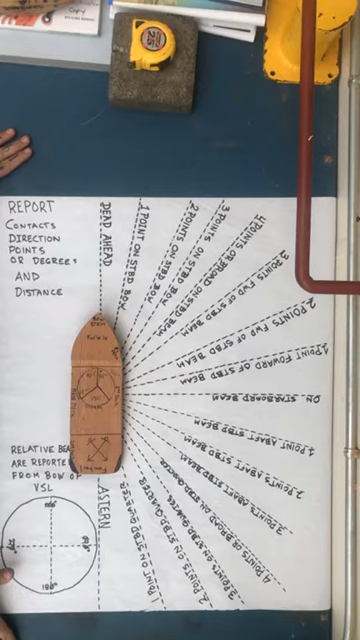 REPORT
CONTACTS
DIRECTION
POINTS
OR DEGREES
AND
DISTANCE
DEAD AHEAD
1 POINT ON STBD BOW
2 POINTS ON STBD BOW
3 POINTS ON STBD BOW
4 POINTS OR BROAD ON STBD BOW
3 POINTS FWD OF STBD BEAM
2 POINTS FWD OF STBD BEAM
1 POINT FOWARD OF STBD BEAM
ON STARBOARD BEAM
1 POINT ABAFT STBD BEAM
2 POINTS ABAFT STBD BEAM
3 POINTS ABAFT STBD BEAM
4 POINTS OR BROAD ON STBD QUARTER
3 POINTS ON STBD QUARTER
2 POINTS ON STBD QUARTER
1 POINT ON STBD QUARTER
ASTERN
RELATIVE BEA
ARE REPORTE
FROM BOW OF
VSL
180°